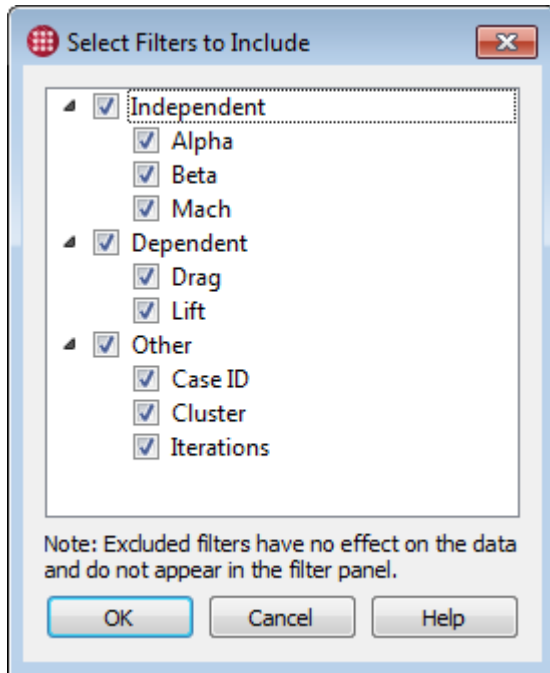 Select Filters to Include
Independent
Alpha
Beta
Mach
Dependent
Drag
Lift
Other
Case ID
Cluster
Iterations
Note: Excluded filters have no effect on the data
and do not appear in the filter panel.
OK Cancel Help